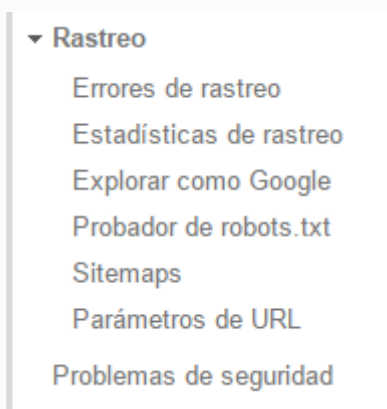 Rastreo
Errores de rastreo
Estadísticas de rastreo
Explorar como Google
Probador de robots.txt
Sitemaps
Parámetros de URL
Problemas de seguridad